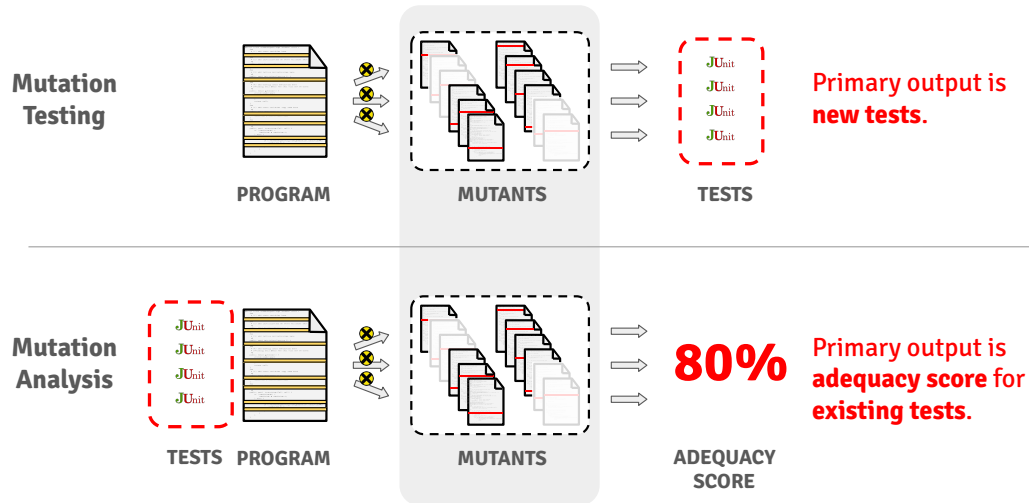 Mutation
Testing
JUnit
JUnit
JUnit
JUnit
Primary output is
new tests.
PROGRAM
MUTANTS
TESTS
Mutation
Analysis
JUnit
JUnit
JUnit
JUnit
80%
Primary output is
adequacy score for
existing tests.
TESTS
PROGRAM
MUTANTS
ADEQUACY
SCORE